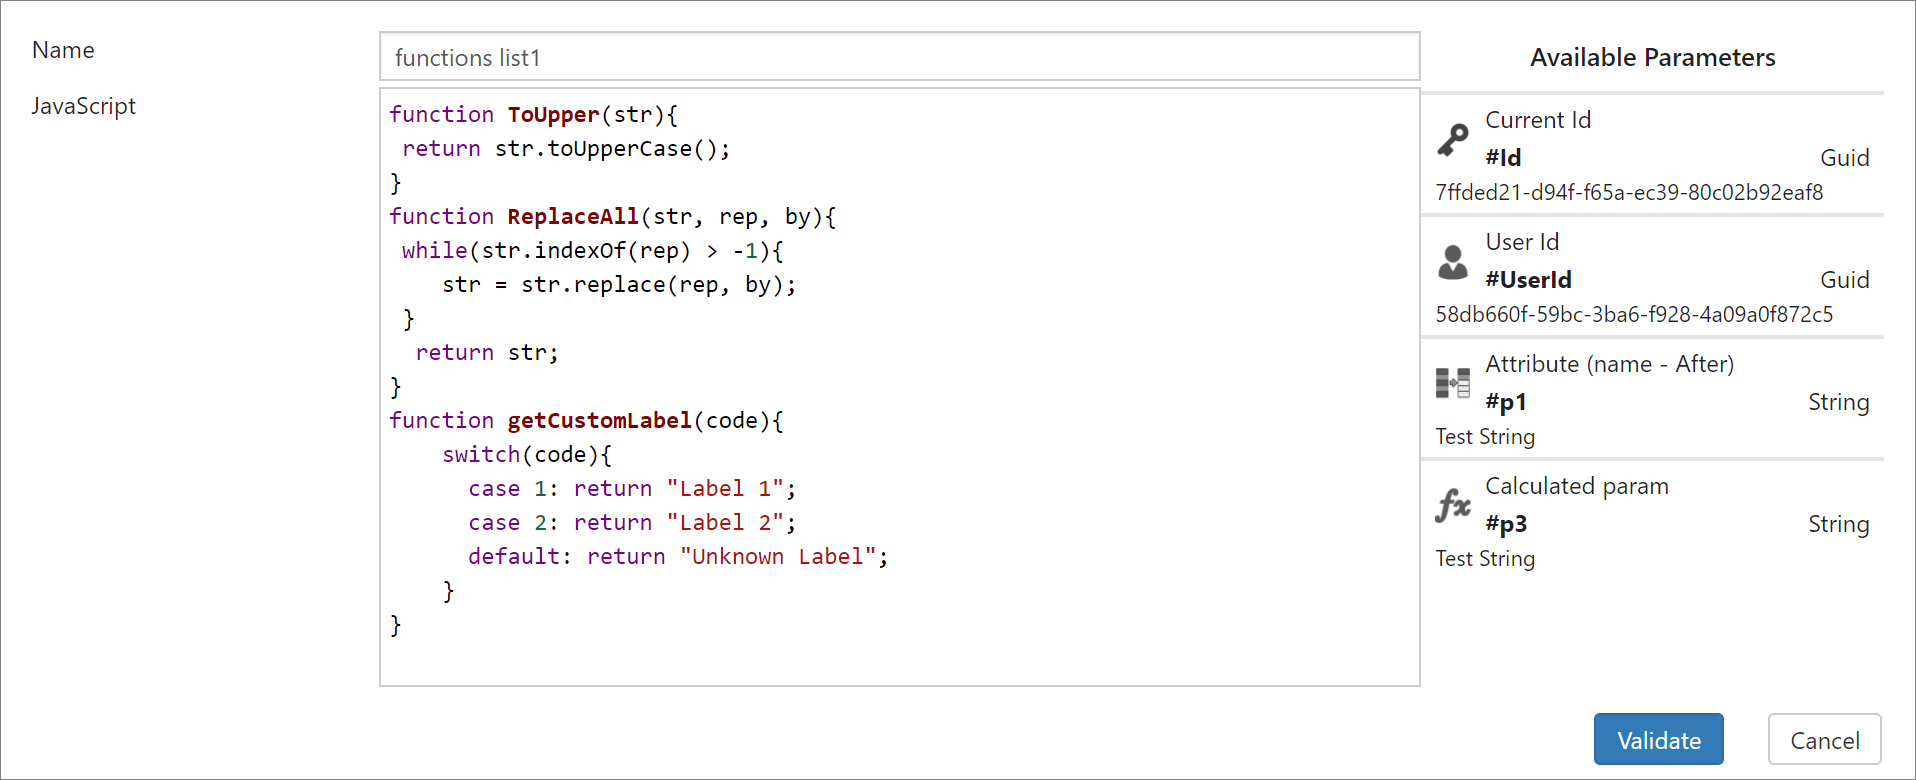 Name
functions list1
JavaScript
function ToUpper(str){
 return str.toUpperCase();
}
function ReplaceAll(str, rep, by){
 while(str.indexOf(rep) > -1){
    str = str.replace(rep, by);
 }
  return str;
}
function getCustomLabel(code){
    switch(code){
      case 1: return "Label 1";
      case 2: return "Label 2";
      default: return "Unknown Label";
    }
}
Available Parameters
Current Id
#Id Guid
7ffded21-d94f-f65a-ec39-80c02b92eaf8
User Id
#UserId Guid
58db660f-59bc-3ba6-f928-4a09a0f872c5
Attribute (name - After)
#p1 String
Test String
fx Calculated param
#p3 String
Test String
Validate Cancel